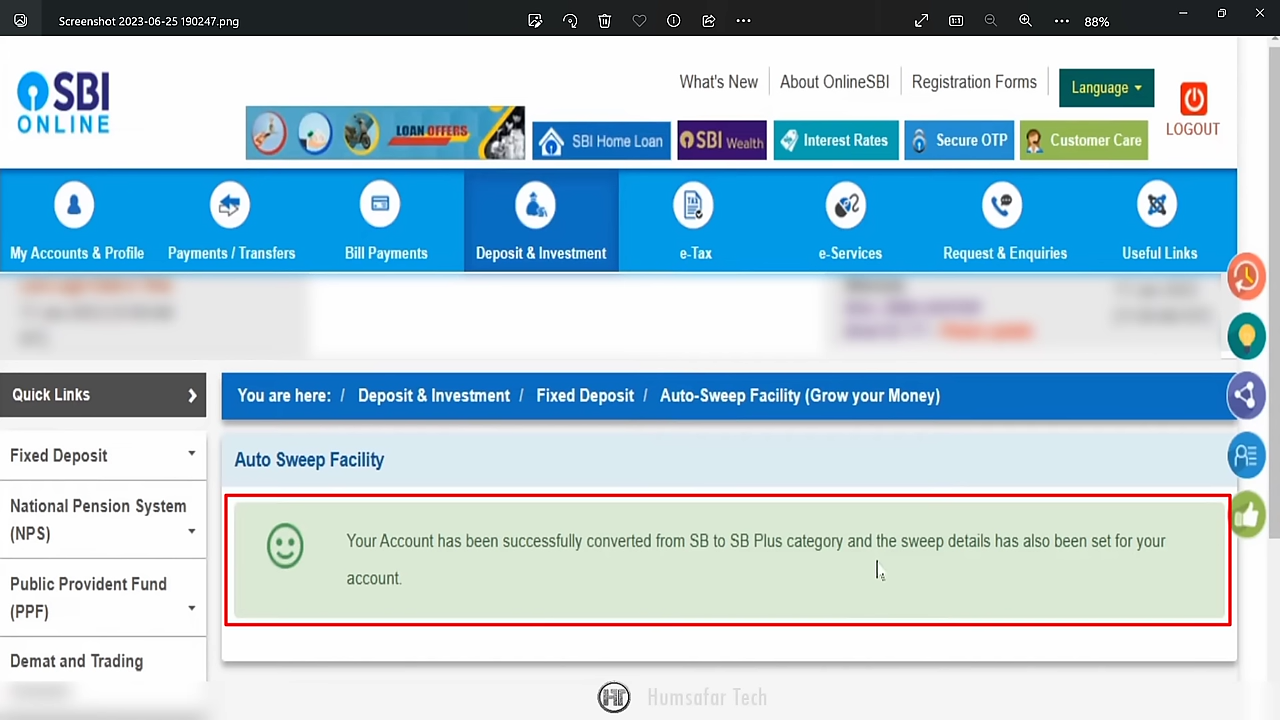 Screenshot 2023-06-25 190247.png
88%
SBI
ONLINE
What's New
About OnlineSBI
Registration Forms
Language
LOGOUT
LOAN OFFERS
SBI Home Loan
SBI Wealth
Interest Rates
Secure OTP
Customer Care
My Accounts & Profile
Payments / Transfers
Bill Payments
Deposit & Investment
e-Tax
e-Services
Request & Enquiries
Useful Links
Quick Links
You are here: / Deposit & Investment / Fixed Deposit / Auto-Sweep Facility (Grow your Money)
Fixed Deposit
National Pension System
(NPS)
Public Provident Fund
(PPF)
Demat and Trading
Auto Sweep Facility
Your Account has been successfully converted from SB to SB Plus category and the sweep details has also been set for your
account.
HT Humsafar Tech